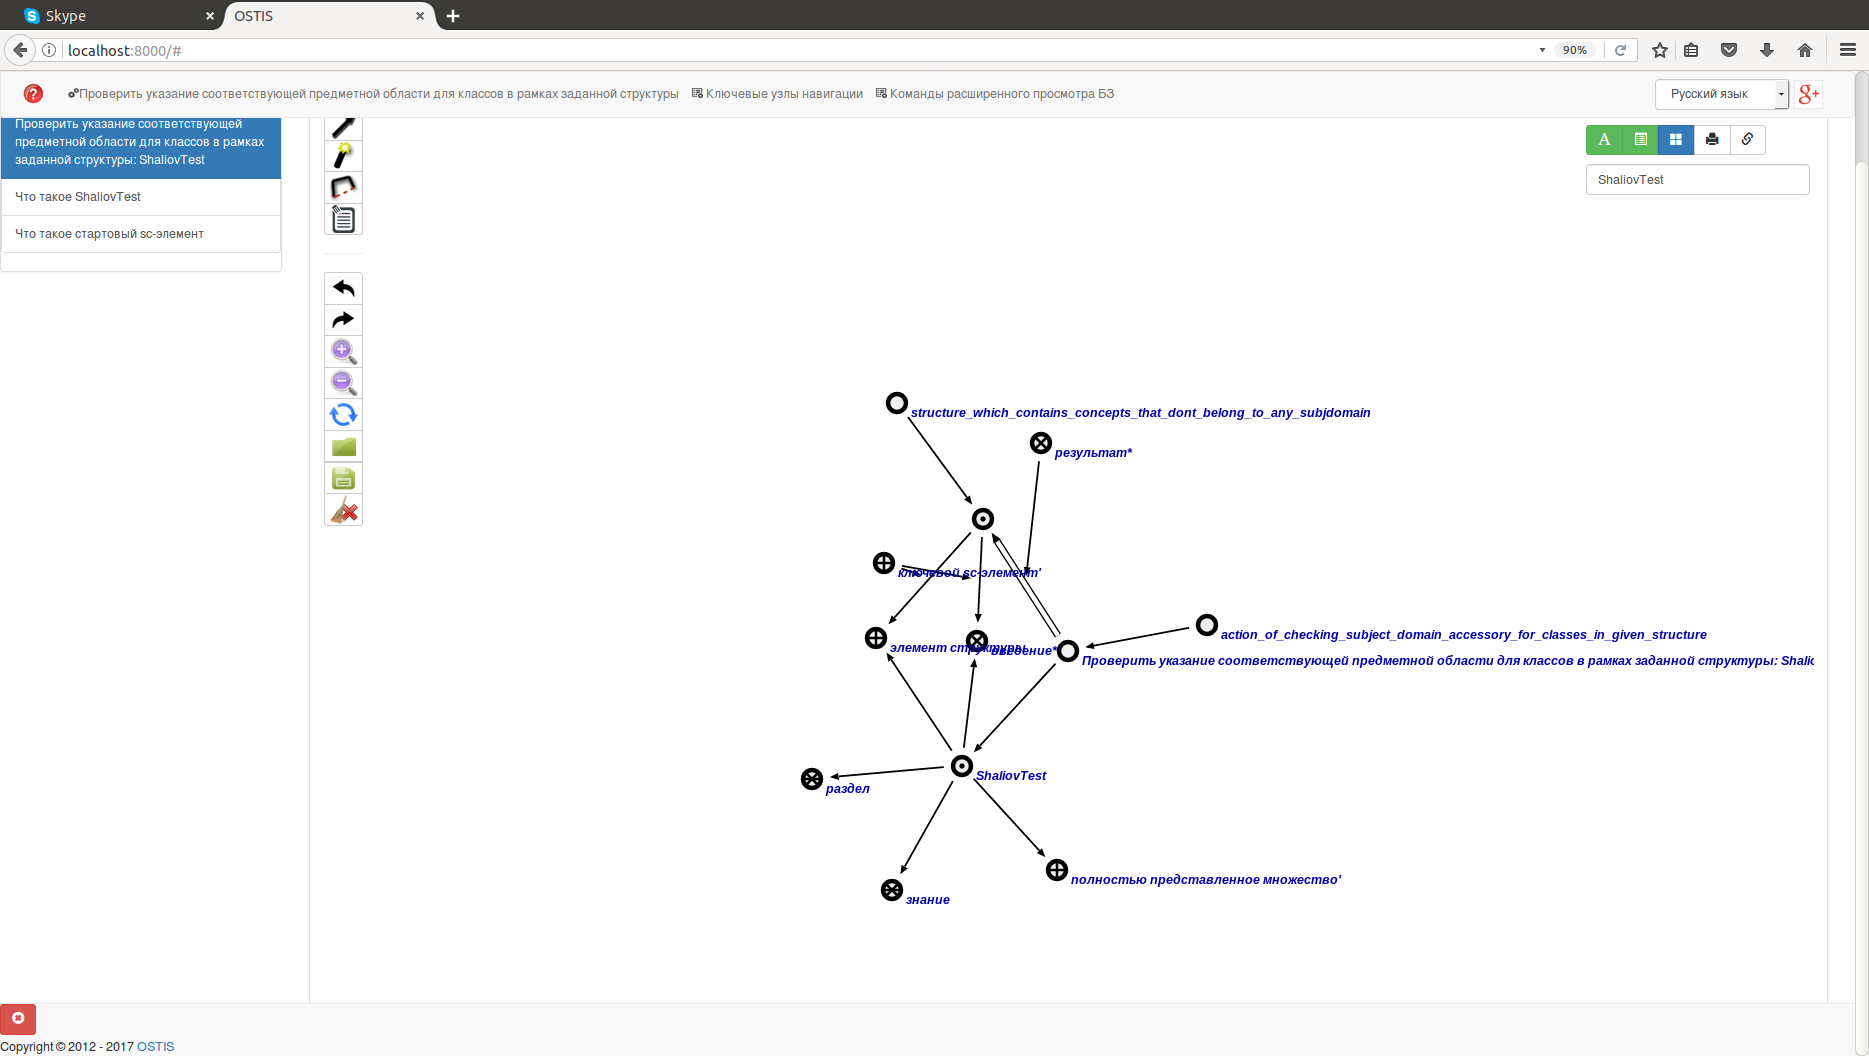 Skype
OSTIS
localhost:8000/#
90%
Проверить указание соответствующей предметной области для классов в рамках заданной структуры
Ключевые узлы навигации
Команды расширенного просмотра БЗ
Русский язык
g+
Проверить указание соответствующей
предметной области для классов в рамках
заданной структуры: ShaliovTest
Что такое ShaliovTest
Что такое стартовый sc-элемент
A
ShaliovTest
structure_which_contains_concepts_that_dont_belong_to_any_subjdomain
результат*
ключевой sc-элемент'
action_of_checking_subject_domain_accessory_for_classes_in_given_structure
элемент структуры
введение*
Проверить указание соответствующей предметной области для классов в рамках заданной структуры: Shalic
ShaliovTest
раздел
полностью представленное множество'
знание
Copyright © 2012 - 2017 OSTIS